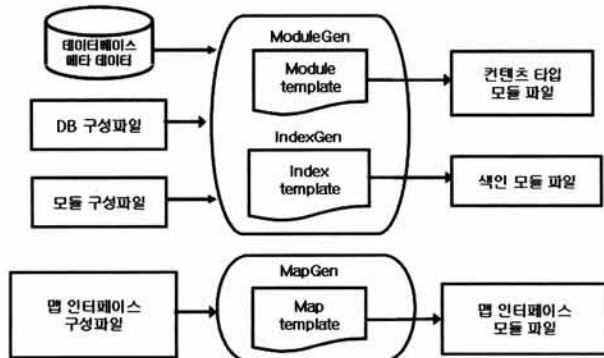 데이터베이스
메타 데이터
DB 구성파일
모듈 구성파일
ModuleGen
Module
template
IndexGen
Index
template
컨텐츠 타입
모듈 파일
색인 모듈 파일
맵 인터페이스
구성파일
MapGen
Map
template
맵 인터페이스
모듈 파일